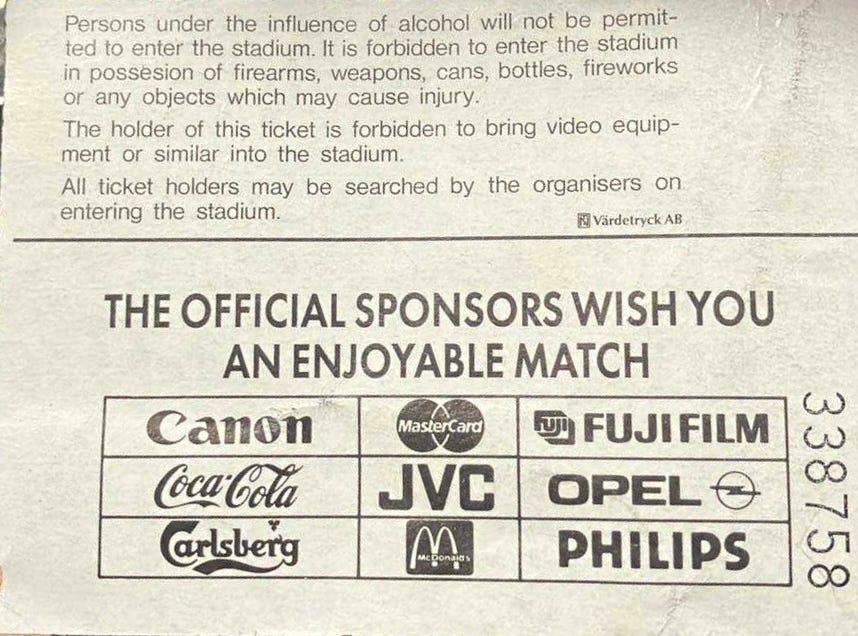 Persons under the influence of alcohol will not be permit-
ted to enter the stadium. It is forbidden to enter the stadium
in possesion of firearms, weapons, cans, bottles, fireworks
or any objects which may cause injury.
The holder of this ticket is forbidden to bring video equip-
ment or similar into the stadium.
All ticket holders may be searched by the organisers on
entering the stadium.
Värdetryck AB
THE OFFICIAL SPONSORS WISH YOU
AN ENJOYABLE MATCH
Canon MasterCard FUJI FUJI FILM
Coca-Cola JVC OPEL
Carlsberg McDonald's PHILIPS
338758